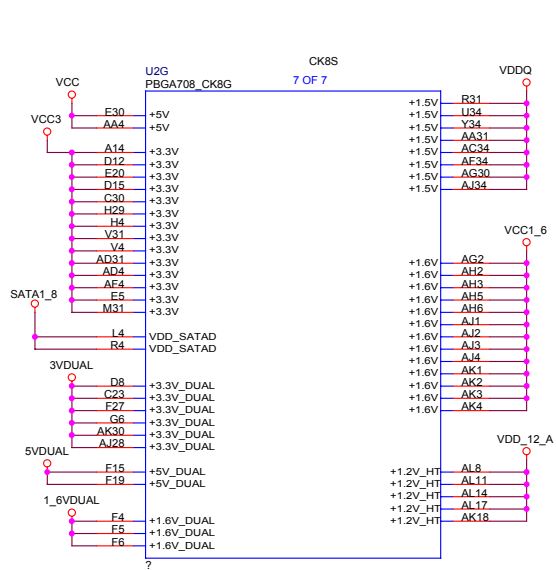 CK8S
U2G
PBGA708_CK8G
7 OF 7
VCC
E30 +5V
AA4 +5V
VCC3
A14 +3.3V
D12 +3.3V
E20 +3.3V
D15 +3.3V
C30 +3.3V
H29 +3.3V
H4 +3.3V
V31 +3.3V
V4 +3.3V
AD31 +3.3V
AD4 +3.3V
AF4 +3.3V
E5 +3.3V
M31 +3.3V
SATA1_8
L4 VDD_SATAD
R4 VDD_SATAD
3VDUAL
D8 +3.3V_DUAL
C23 +3.3V_DUAL
F27 +3.3V_DUAL
G6 +3.3V_DUAL
AK30 +3.3V_DUAL
AJ28 +3.3V_DUAL
5VDUAL
F15 +5V_DUAL
F19 +5V_DUAL
1_6VDUAL
F4 +1.6V_DUAL
F5 +1.6V_DUAL
F6 +1.6V_DUAL
?
VDDQ
+1.5V R31
+1.5V U34
+1.5V Y34
+1.5V AA31
+1.5V AC34
+1.5V AF34
+1.5V AG30
+1.5V AJ34
VCC1_6
+1.6V AG2
+1.6V AH2
+1.6V AH3
+1.6V AH5
+1.6V AH6
+1.6V AJ1
+1.6V AJ2
+1.6V AJ3
+1.6V AJ4
+1.6V AK1
+1.6V AK2
+1.6V AK3
+1.6V AK4
VDD_12_A
+1.2V_HT AL8
+1.2V_HT AL11
+1.2V_HT AL14
+1.2V_HT AL17
+1.2V_HT AK18